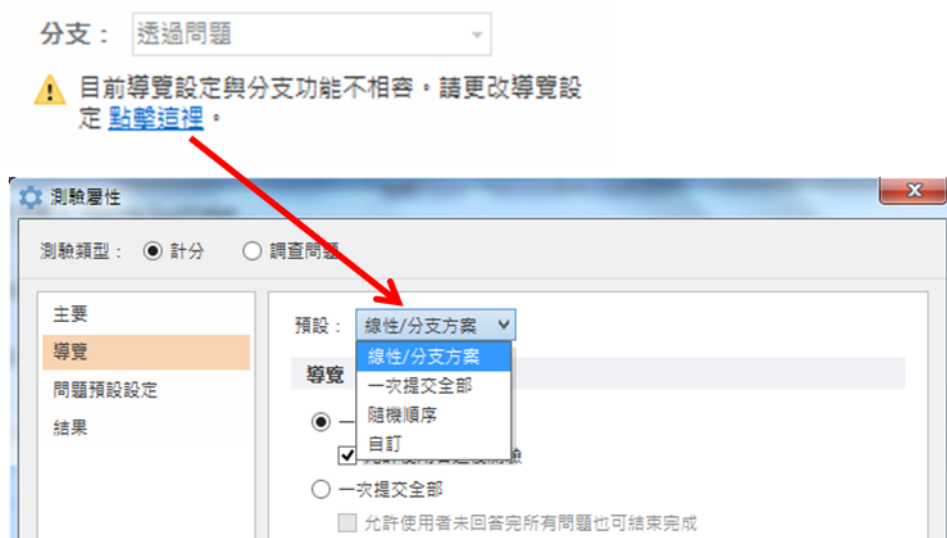 分支： 透過問題
目前導覽設定與分支功能不相容。請更改導覽設
定 點擊這裡。
測驗屬性
測驗類型： 計分 調查問題
主要
導覽
問題預設設定
結果
預設： 線性/分支方案
線性/分支方案
一次提交全部
隨機順序
自訂
導覽
一次提交全部
允許使用者未回答完所有問題也可結束完成